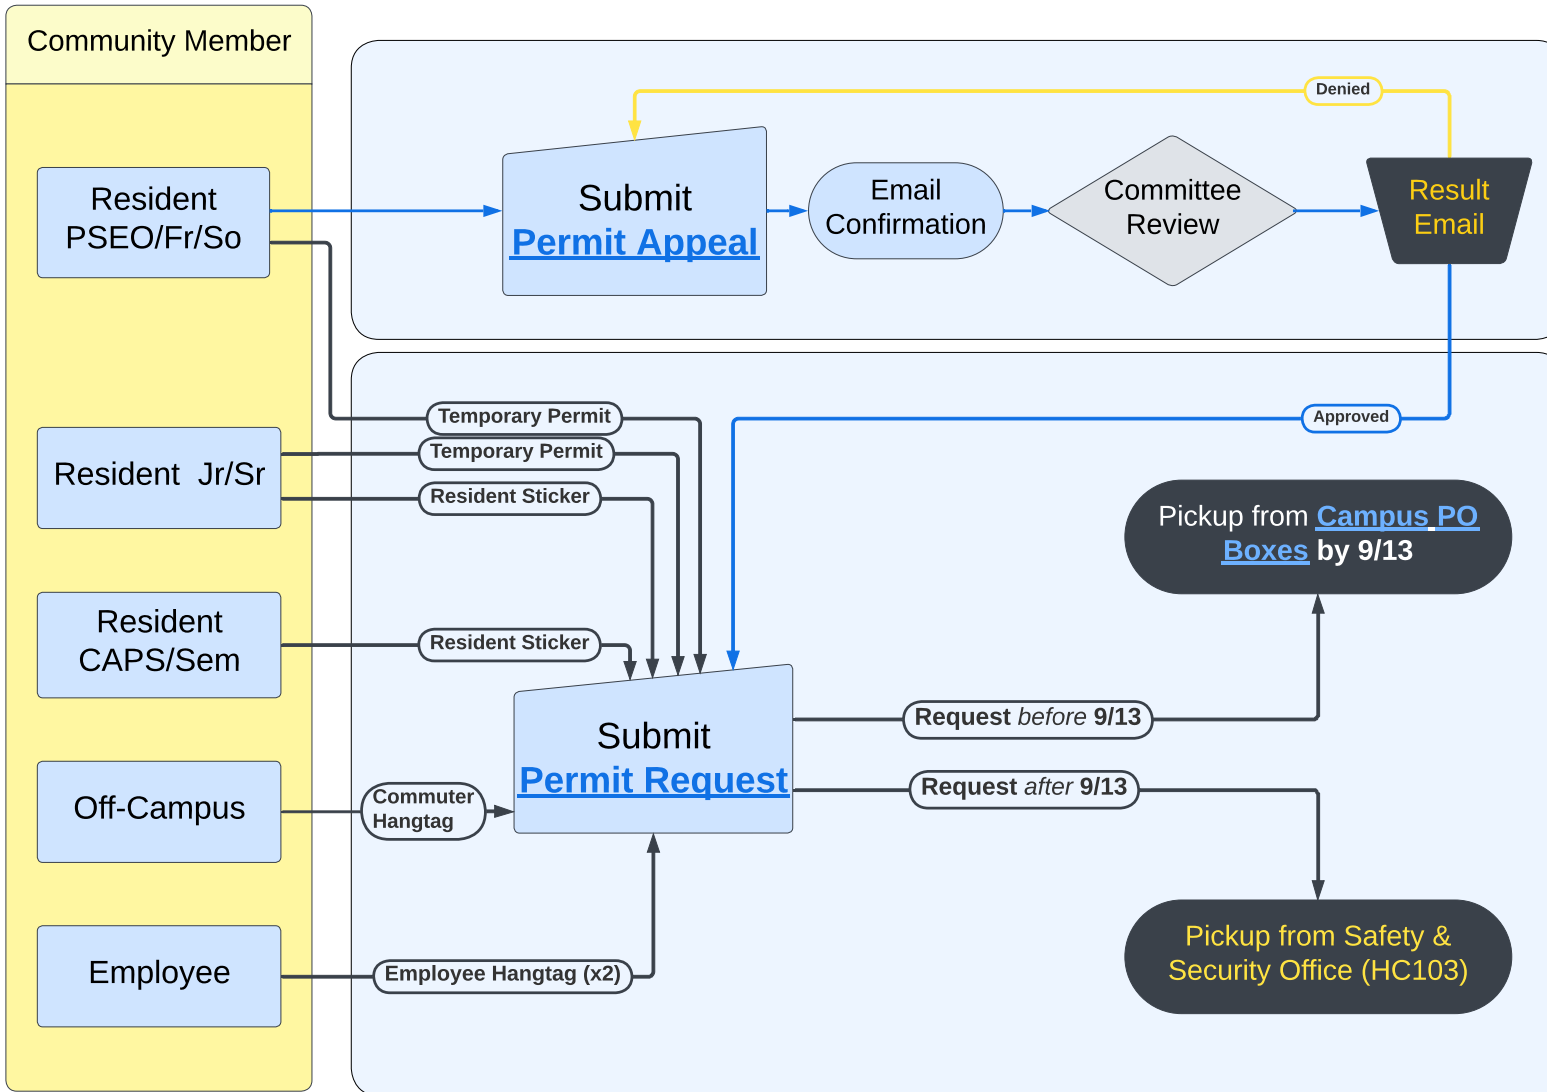 Community Member
Denied
Resident
PSEO/Fr/So
Submit
Permit Appeal
Email
Confirmation
Committee
Review
Result
Email
Temporary Permit
Approved
Resident  Jr/Sr
Temporary Permit
Resident Sticker
Pickup from Campus PO
Boxes by 9/13
Resident
CAPS/Sem
Resident Sticker
Submit
Permit Request
Request before 9/13
Request after 9/13
Off-Campus
Commuter
Hangtag
Employee
Employee Hangtag (x2)
Pickup from Safety &
Security Office (HC103)